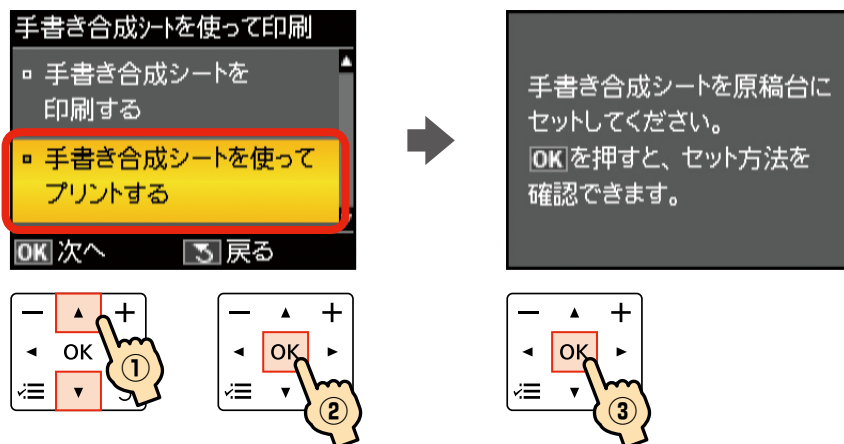 手書き合成シートを使って印刷
手書き合成シートを
印刷する
手書き合成シートを使って
プリントする
OK 次へ 戻る
手書き合成シートを原稿台に
セットしてください。
OK を押すと、セット方法を
確認できます。
− +
OK
①
− +
OK
②
− +
OK
③